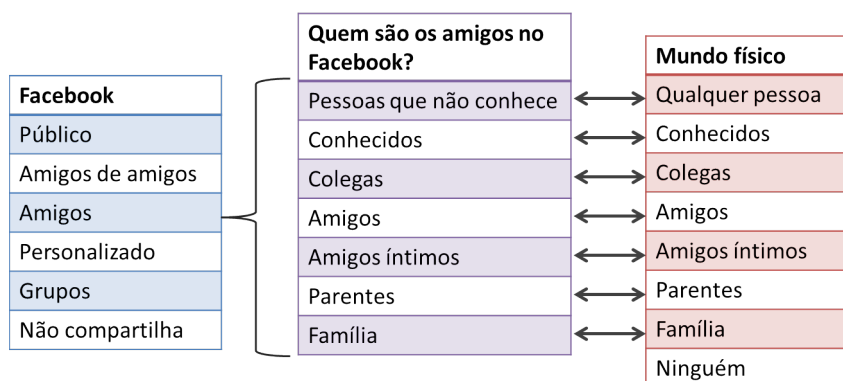 Facebook
Público
Amigos de amigos
Amigos
Personalizado
Grupos
Não compartilha
Quem são os amigos no
Facebook?
Pessoas que não conhece
Conhecidos
Colegas
Amigos
Amigos íntimos
Parentes
Família
Mundo físico
Qualquer pessoa
Conhecidos
Colegas
Amigos
Amigos íntimos
Parentes
Família
Ninguém